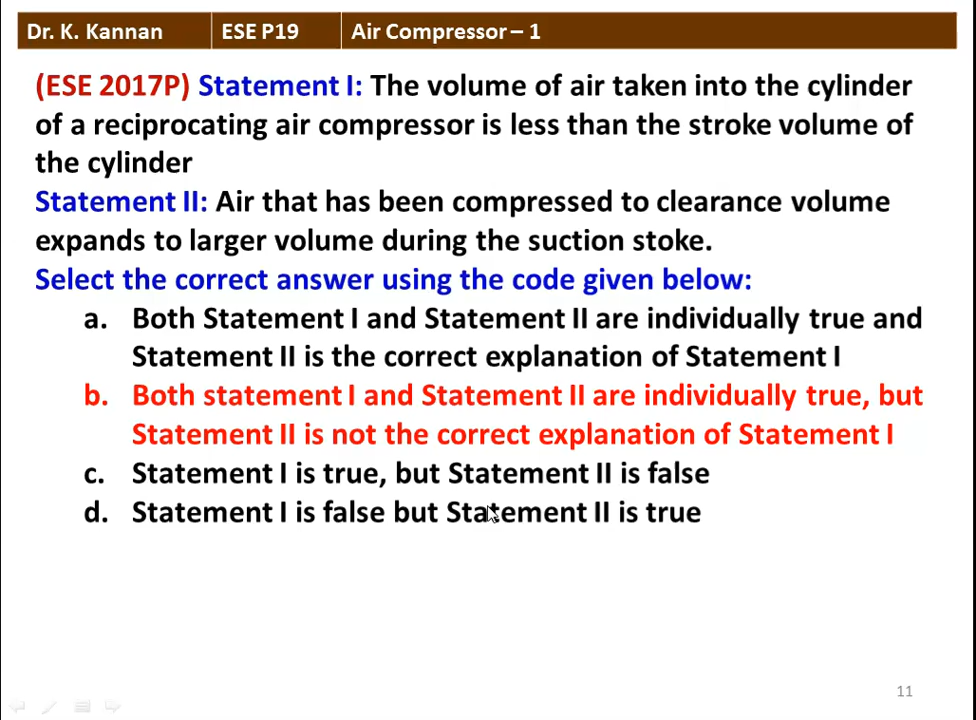 Dr. K. Kannan ESE P19 Air Compressor – 1
(ESE 2017P) Statement I: The volume of air taken into the cylinder
of a reciprocating air compressor is less than the stroke volume of
the cylinder
Statement II: Air that has been compressed to clearance volume
expands to larger volume during the suction stoke.
Select the correct answer using the code given below:
a. Both Statement I and Statement II are individually true and
Statement II is the correct explanation of Statement I
b. Both statement I and Statement II are individually true, but
Statement II is not the correct explanation of Statement I
c. Statement I is true, but Statement II is false
d. Statement I is false but Statement II is true
11